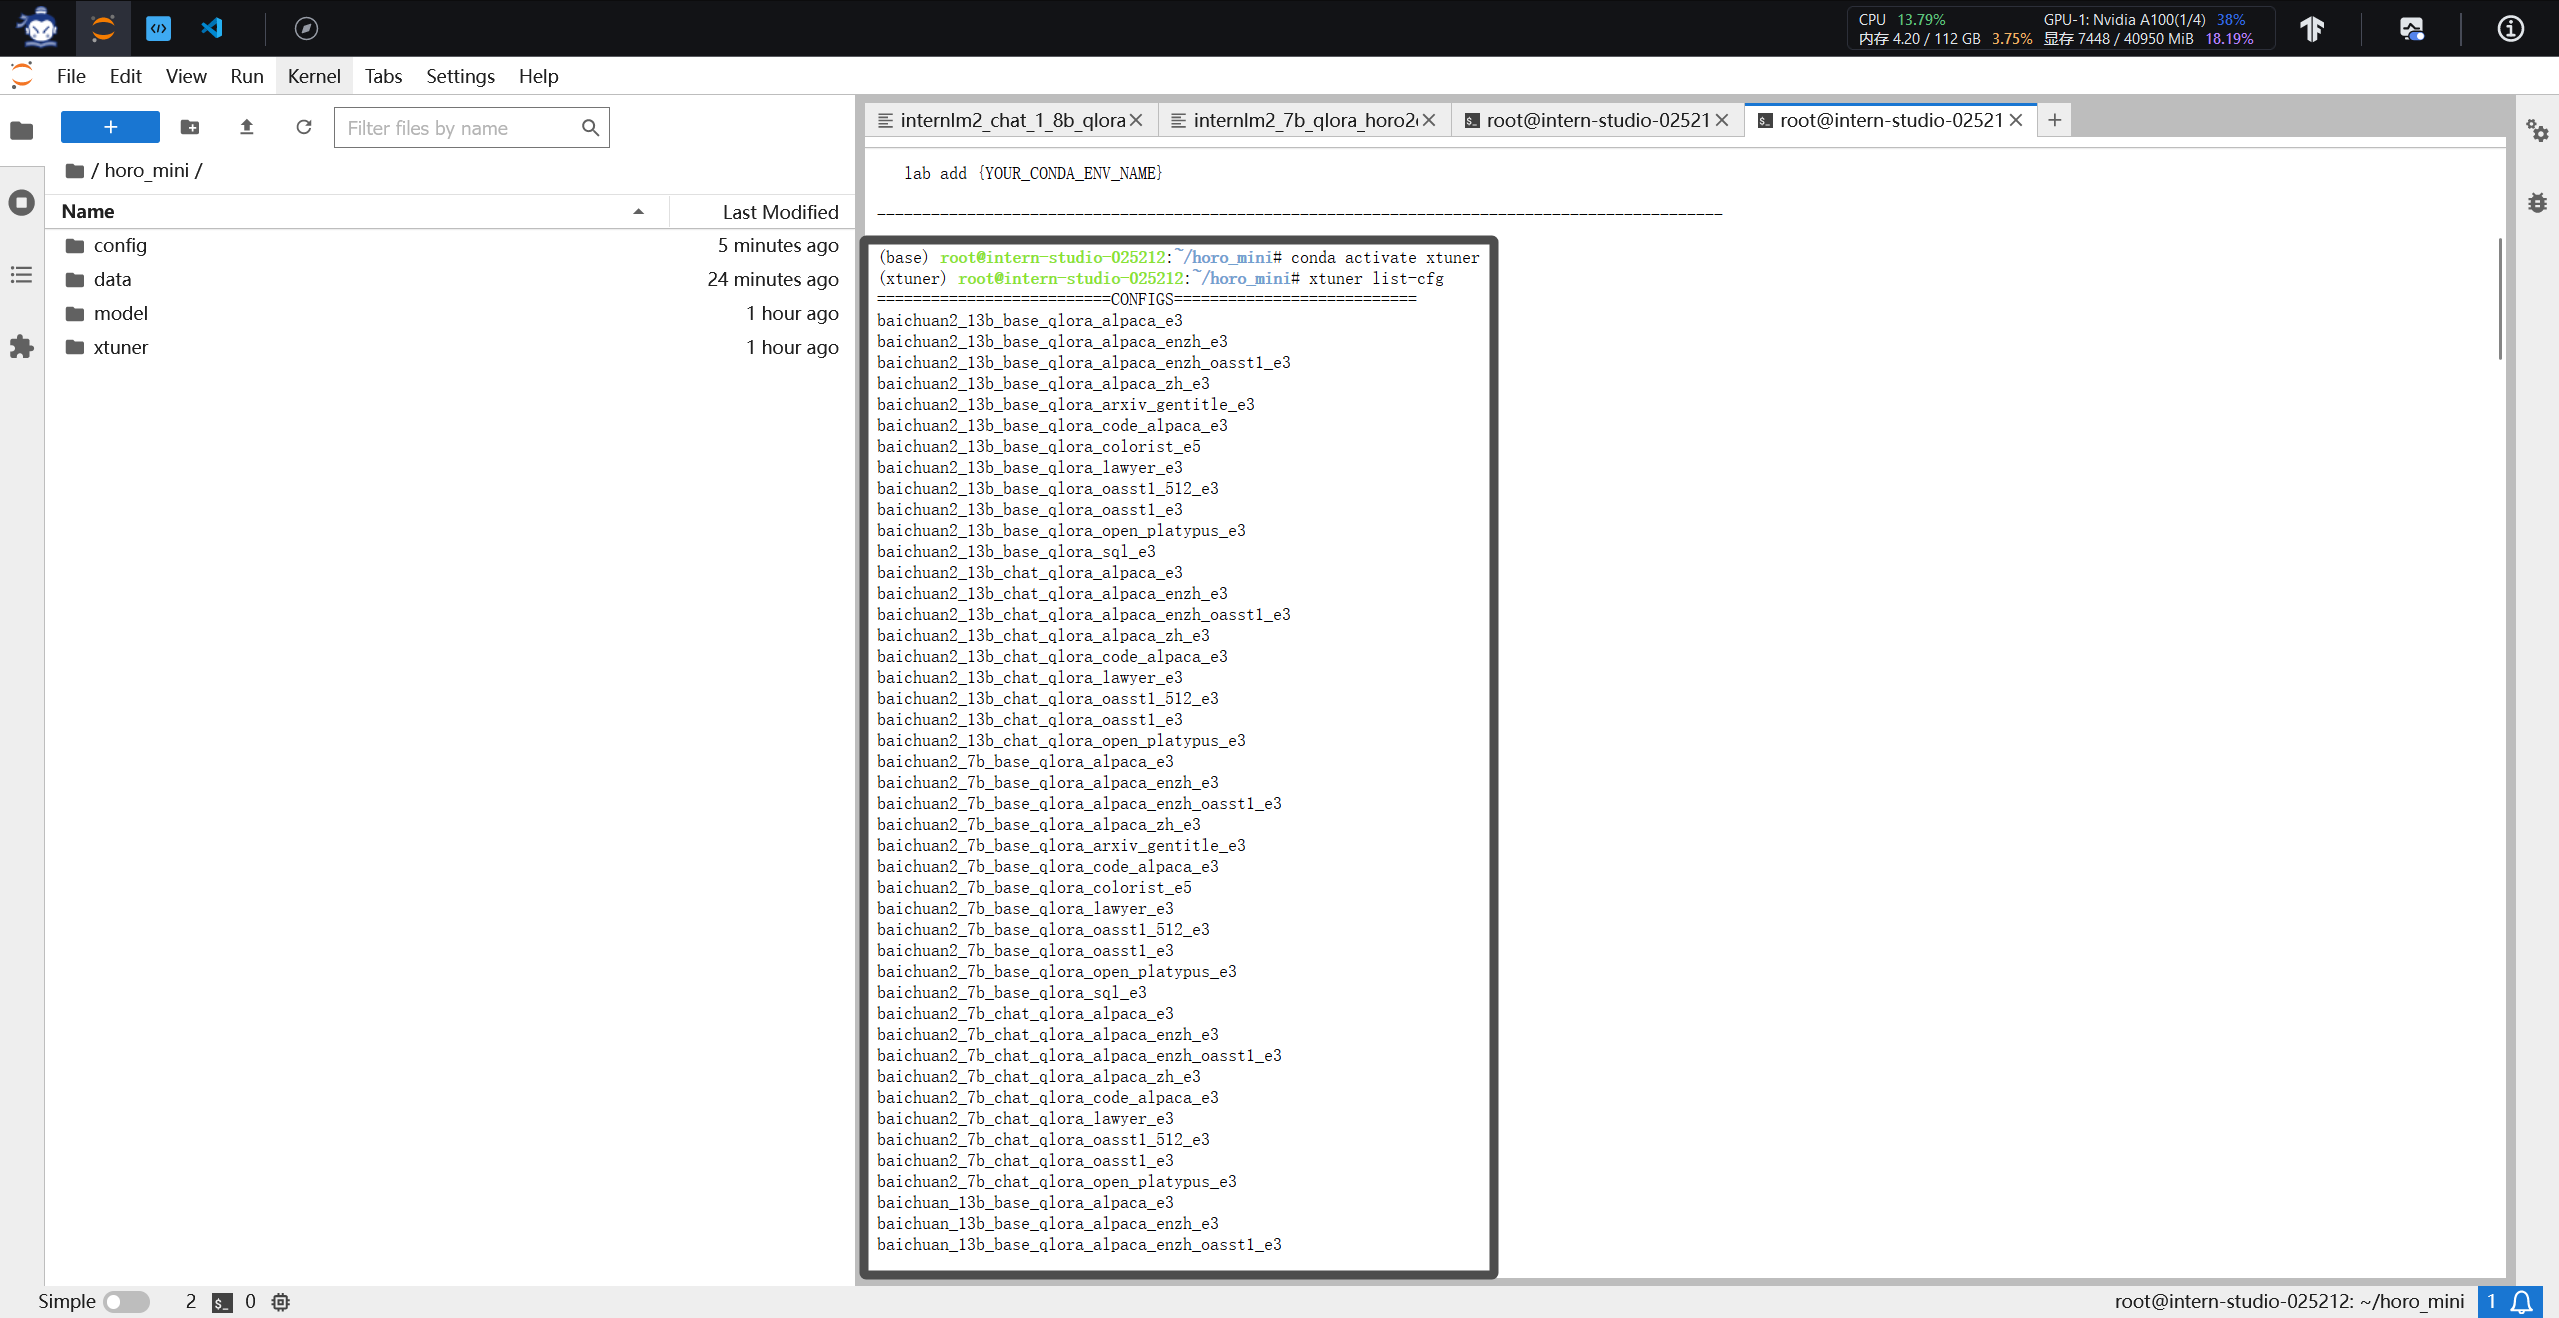 CPU 13.79%
内存 4.20 / 112 GB 3.75%
GPU-1: Nvidia A100(1/4) 38%
显存 7448 / 40950 MiB 18.19%
File Edit View Run Kernel Tabs Settings Help
+
Filter files by name
/ horo_mini /
Name Last Modified
config 5 minutes ago
data 24 minutes ago
model 1 hour ago
xtuner 1 hour ago
internlm2_chat_1_8b_qlora
internlm2_7b_qlora_horo2
root@intern-studio-02521
root@intern-studio-02521
lab add {YOUR_CONDA_ENV_NAME}
----------------------------------------------------------------------------------------------
(base) root@intern-studio-025212:~/horo_mini# conda activate xtuner
(xtuner) root@intern-studio-025212:~/horo_mini# xtuner list-cfg
==========================CONFIGS===========================
baichuan2_13b_base_qlora_alpaca_e3
baichuan2_13b_base_qlora_alpaca_enzh_e3
baichuan2_13b_base_qlora_alpaca_enzh_oasst1_e3
baichuan2_13b_base_qlora_alpaca_zh_e3
baichuan2_13b_base_qlora_arxiv_gentitle_e3
baichuan2_13b_base_qlora_code_alpaca_e3
baichuan2_13b_base_qlora_colorist_e5
baichuan2_13b_base_qlora_lawyer_e3
baichuan2_13b_base_qlora_oasst1_512_e3
baichuan2_13b_base_qlora_oasst1_e3
baichuan2_13b_base_qlora_open_platypus_e3
baichuan2_13b_base_qlora_sql_e3
baichuan2_13b_chat_qlora_alpaca_e3
baichuan2_13b_chat_qlora_alpaca_enzh_e3
baichuan2_13b_chat_qlora_alpaca_enzh_oasst1_e3
baichuan2_13b_chat_qlora_alpaca_zh_e3
baichuan2_13b_chat_qlora_code_alpaca_e3
baichuan2_13b_chat_qlora_lawyer_e3
baichuan2_13b_chat_qlora_oasst1_512_e3
baichuan2_13b_chat_qlora_oasst1_e3
baichuan2_13b_chat_qlora_open_platypus_e3
baichuan2_7b_base_qlora_alpaca_e3
baichuan2_7b_base_qlora_alpaca_enzh_e3
baichuan2_7b_base_qlora_alpaca_enzh_oasst1_e3
baichuan2_7b_base_qlora_alpaca_zh_e3
baichuan2_7b_base_qlora_arxiv_gentitle_e3
baichuan2_7b_base_qlora_code_alpaca_e3
baichuan2_7b_base_qlora_colorist_e5
baichuan2_7b_base_qlora_lawyer_e3
baichuan2_7b_base_qlora_oasst1_512_e3
baichuan2_7b_base_qlora_oasst1_e3
baichuan2_7b_base_qlora_open_platypus_e3
baichuan2_7b_base_qlora_sql_e3
baichuan2_7b_chat_qlora_alpaca_e3
baichuan2_7b_chat_qlora_alpaca_enzh_e3
baichuan2_7b_chat_qlora_alpaca_enzh_oasst1_e3
baichuan2_7b_chat_qlora_alpaca_zh_e3
baichuan2_7b_chat_qlora_code_alpaca_e3
baichuan2_7b_chat_qlora_lawyer_e3
baichuan2_7b_chat_qlora_oasst1_512_e3
baichuan2_7b_chat_qlora_oasst1_e3
baichuan2_7b_chat_qlora_open_platypus_e3
baichuan_13b_base_qlora_alpaca_e3
baichuan_13b_base_qlora_alpaca_enzh_e3
baichuan_13b_base_qlora_alpaca_enzh_oasst1_e3
Simple 2 0
root@intern-studio-025212: ~/horo_mini 1